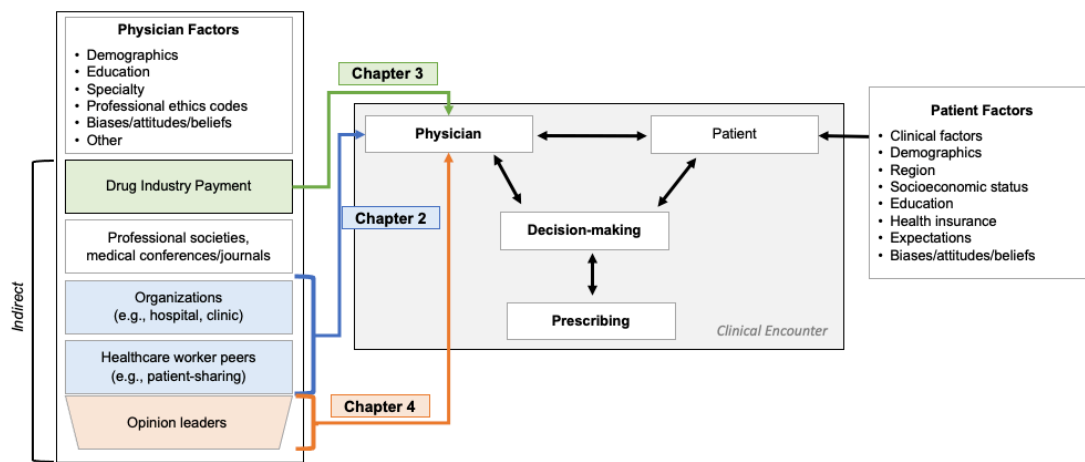 Physician Factors
• Demographics
• Education
• Specialty
• Professional ethics codes
• Biases/attitudes/beliefs
• Other
Indirect
Drug Industry Payment
Professional societies,
medical conferences/journals
Organizations
(e.g., hospital, clinic)
Healthcare worker peers
(e.g., patient-sharing)
Opinion leaders
Chapter 3
Chapter 2
Chapter 4
Physician
Patient
Decision-making
Prescribing
Clinical Encounter
Patient Factors
• Clinical factors
• Demographics
• Region
• Socioeconomic status
• Education
• Health insurance
• Expectations
• Biases/attitudes/beliefs